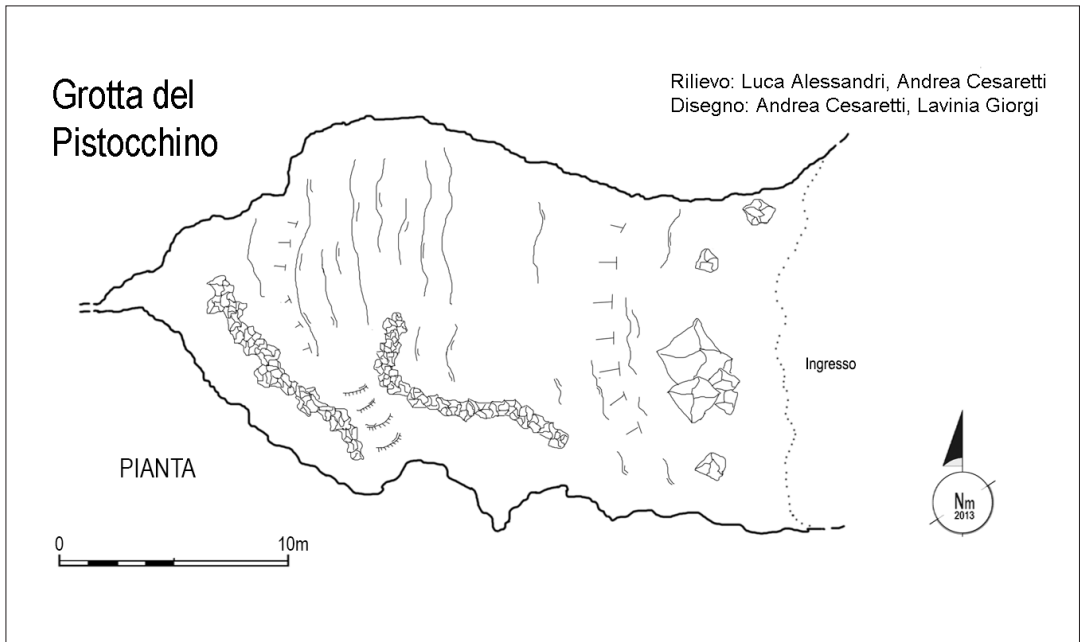 Grotta del
Pistocchino
Rilievo: Luca Alessandri, Andrea Cesaretti
Disegno: Andrea Cesaretti, Lavinia Giorgi
Ingresso
PIANTA
Nm
2013
0 10m